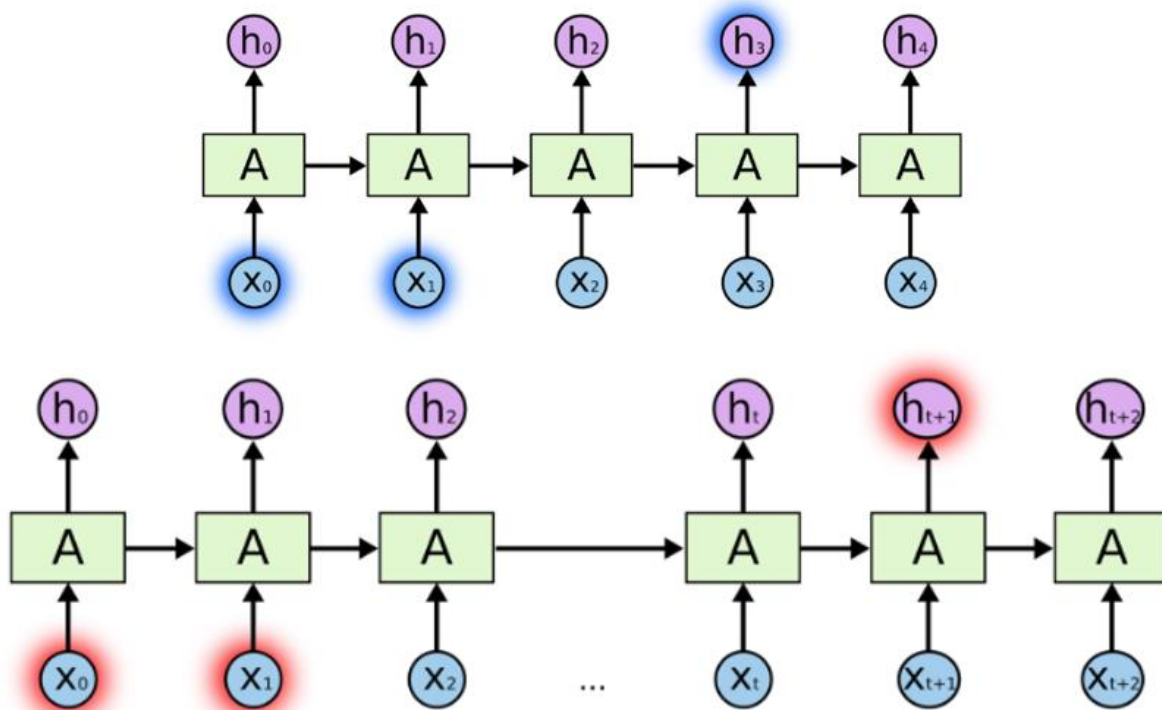 h₀ h₁ h₂ h₃ h₄
A A A A A
x₀ x₁ x₂ x₃ x₄
h₀ h₁ h₂ hₜ hₜ₊₁ hₜ₊₂
A A A A A A
x₀ x₁ x₂ ... xₜ xₜ₊₁ xₜ₊₂